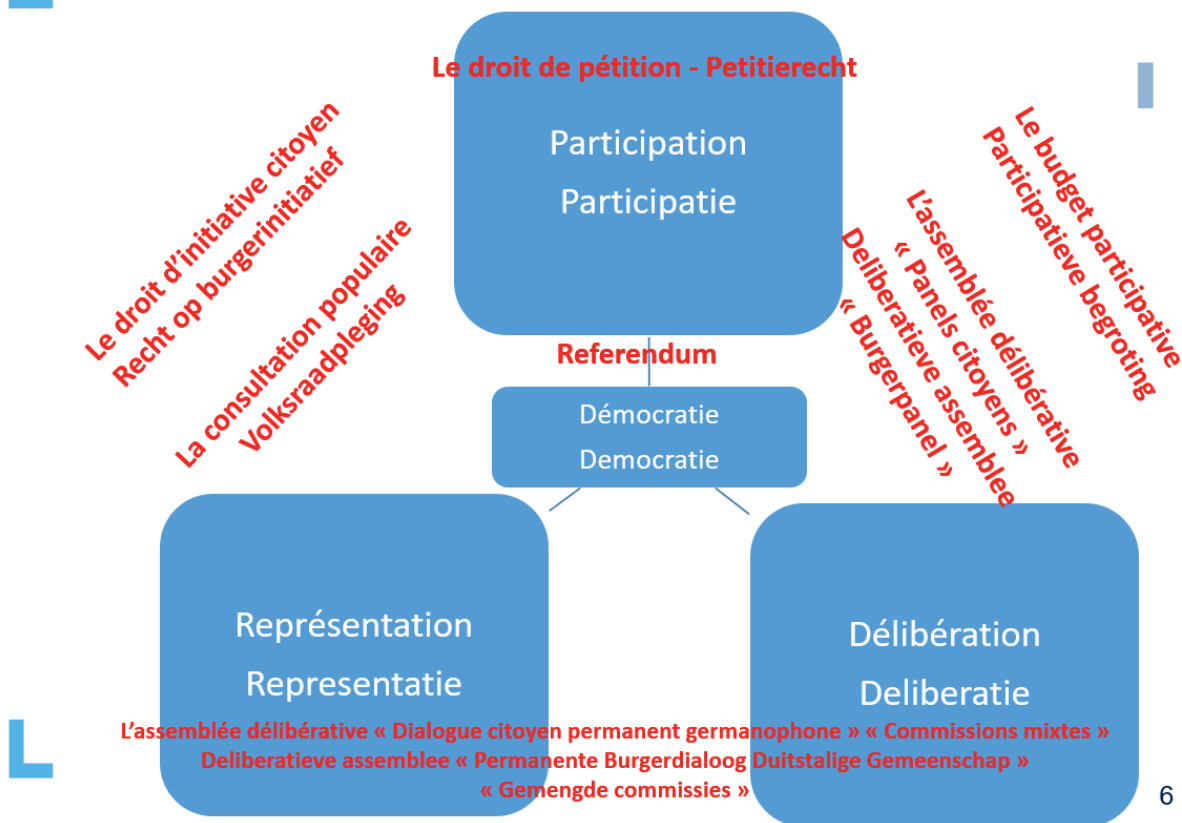 Le droit de pétition - Petitierecht
Participation
Participatie
Le droit d'initiative citoyen
Recht op burgerinitiatief
La consultation populaire
Volksraadpleging
Le budget participative
Participatieve begroting
L'assemblée délibérative
« Panels citoyens »
Deliberatieve assemblee
« Burgerpanel »
Referendum
Démocratie
Democratie
Représentation
Representatie
Délibération
Deliberatie
L'assemblée délibérative « Dialogue citoyen permanent germanophone » « Commissions mixtes »
Deliberatieve assemblee « Permanente Burgerdialoog Duitstalige Gemeenschap »
« Gemengde commissies »
6